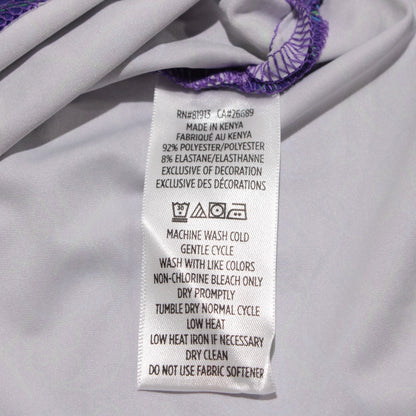 RN#81913 CA#26689
MADE IN KENYA
FABRIQUÉ AU KENYA
92% POLYESTER/POLYESTER
8% ELASTANE/ELASTHANNE
EXCLUSIVE OF DECORATION
EXCLUSIVE DES DÉCORATIONS
30
MACHINE WASH COLD
GENTLE CYCLE
WASH WITH LIKE COLORS
NON-CHLORINE BLEACH ONLY
DRY PROMPTLY
TUMBLE DRY NORMAL CYCLE
LOW HEAT
LOW HEAT IRON IF NECESSARY
DRY CLEAN
DO NOT USE FABRIC SOFTENER